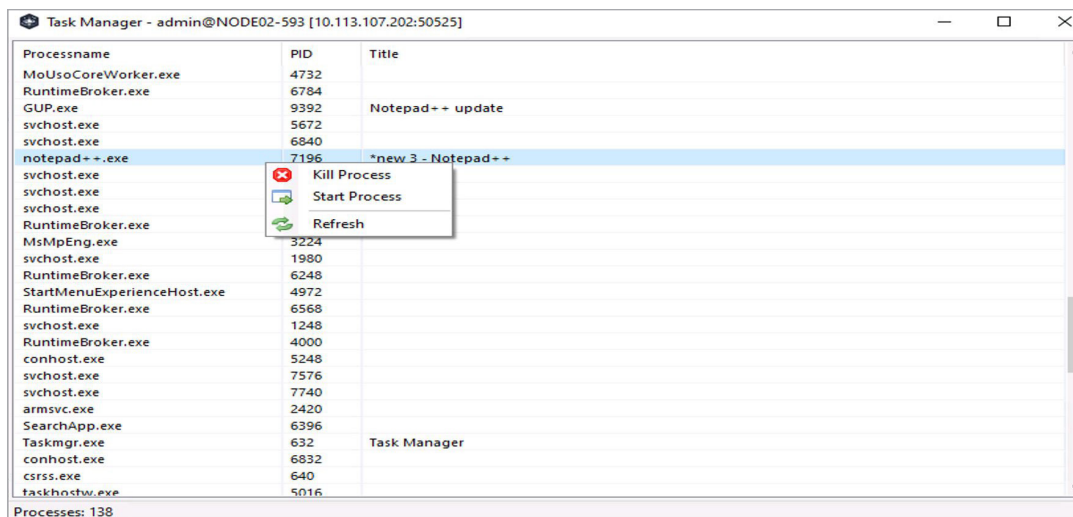 Task Manager - admin@NODE02-593 [10.113.107.202:50525]
Processname PID Title
MoUsoCoreWorker.exe 4732
RuntimeBroker.exe 6784
GUP.exe 9392 Notepad++ update
svchost.exe 5672
svchost.exe 6840
notepad++.exe 7196 *new 3 - Notepad++
svchost.exe Kill Process
svchost.exe Start Process
svchost.exe
RuntimeBroker.exe Refresh
MsMpEng.exe 3224
svchost.exe 1980
RuntimeBroker.exe 6248
StartMenuExperienceHost.exe 4972
RuntimeBroker.exe 6568
svchost.exe 1248
RuntimeBroker.exe 4000
conhost.exe 5248
svchost.exe 7576
svchost.exe 7740
armsvc.exe 2420
SearchApp.exe 6396
Taskmgr.exe 632 Task Manager
conhost.exe 6832
csrss.exe 640
taskhostw.exe 5016
Processes: 138